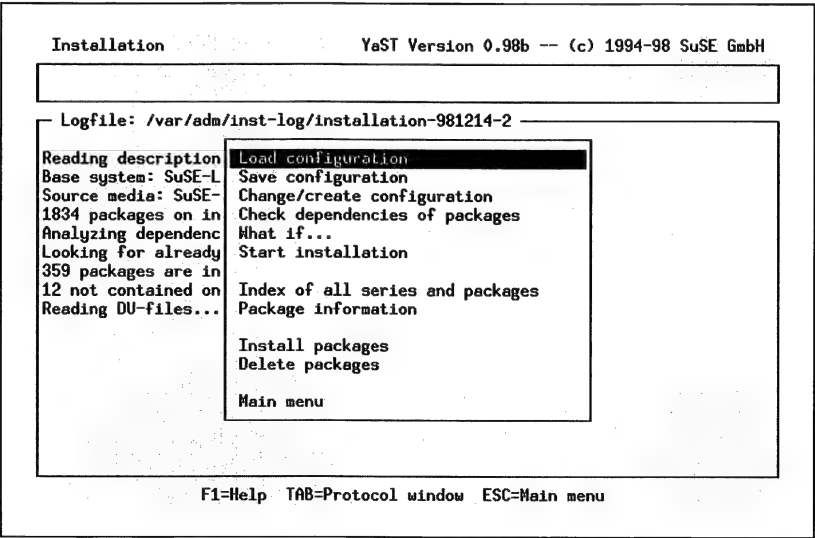 Installation YaST Version 0.98b -- (c) 1994-98 SuSE GmbH
Logfile: /var/adm/inst-log/installation-981214-2
Reading description Load configuration
Base system: SuSE-L Save configuration
Source media: SuSE- Change/create configuration
1834 packages on in Check dependencies of packages
Analyzing dependenc What if...
Looking for already Start installation
359 packages are in
12 not contained on Index of all series and packages
Reading DU-files... Package information
Install packages
Delete packages
Main menu
F1=Help TAB=Protocol window ESC=Main menu